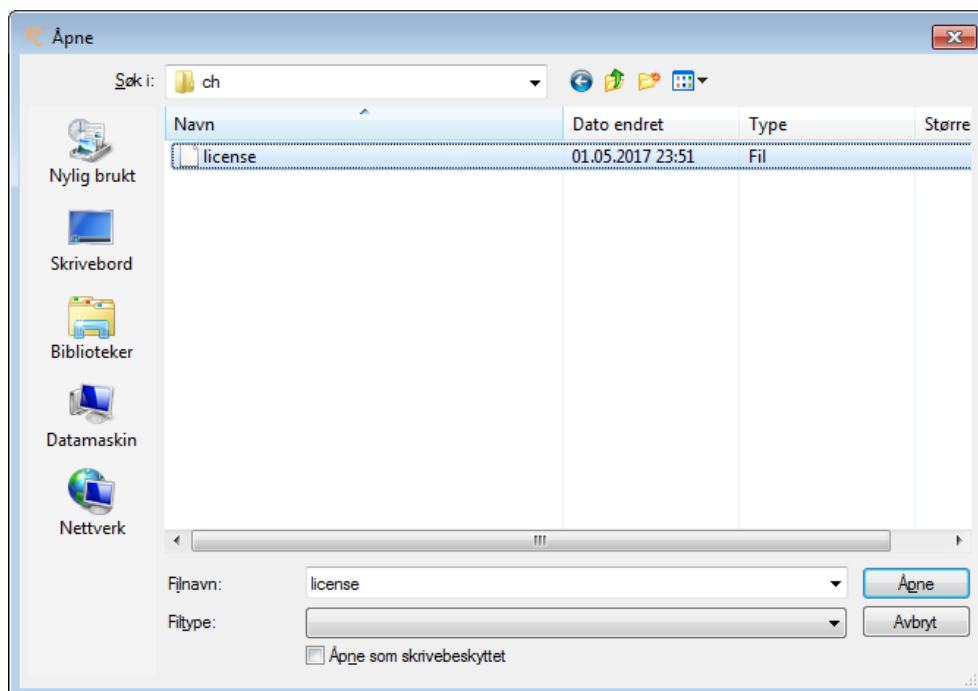 Åpne
Søk i: ch
Navn Dato endret Type Større
license 01.05.2017 23:51 Fil
Nylig brukt
Skrivebord
Biblioteker
Datamaskin
Nettverk
Filnavn: license Åpne
Filtype: Avbryt
Åpne som skrivebeskyttet